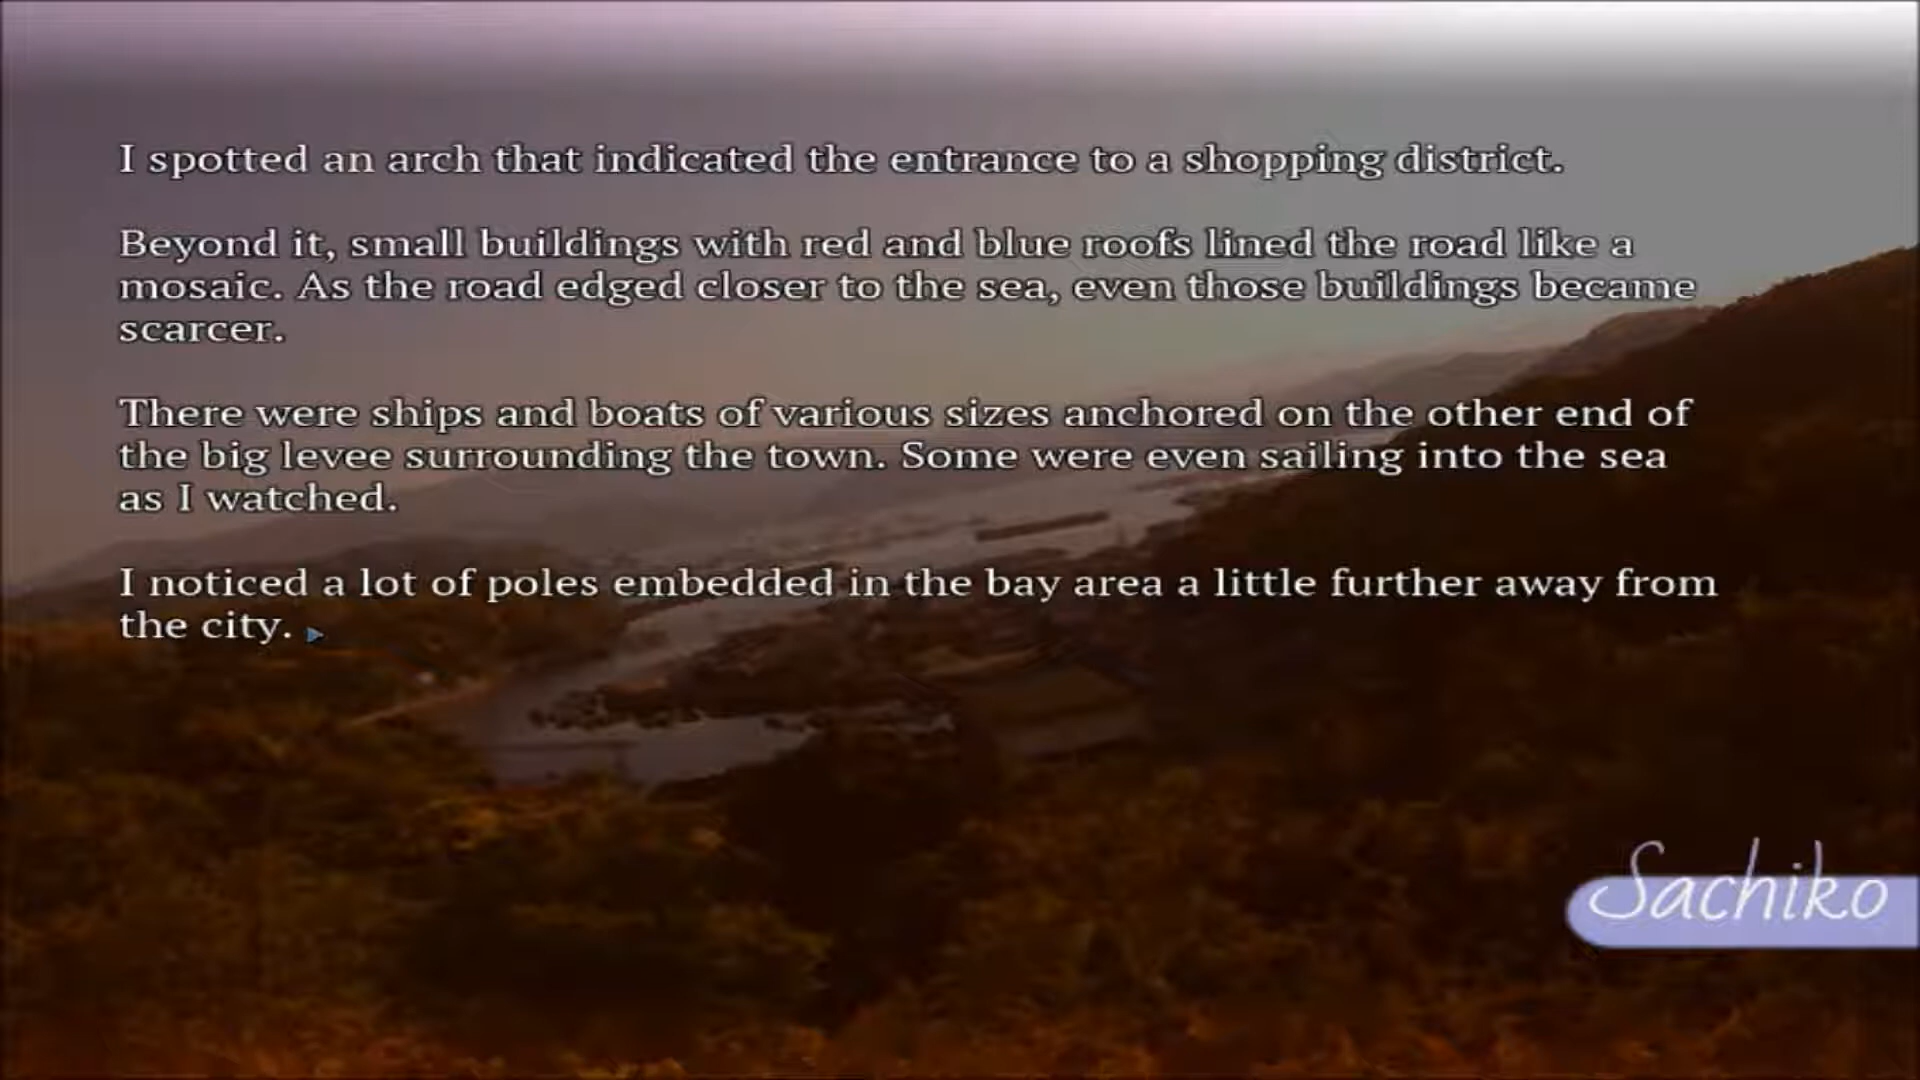 I spotted an arch that indicated the entrance to a shopping district.
Beyond it, small buildings with red and blue roofs lined the road like a
mosaic. As the road edged closer to the sea, even those buildings became
scarcer.
There were ships and boats of various sizes anchored on the other end of
the big levee surrounding the town. Some were even sailing into the sea
as I watched.
I noticed a lot of poles embedded in the bay area a little further away from
the city.
Sachiko